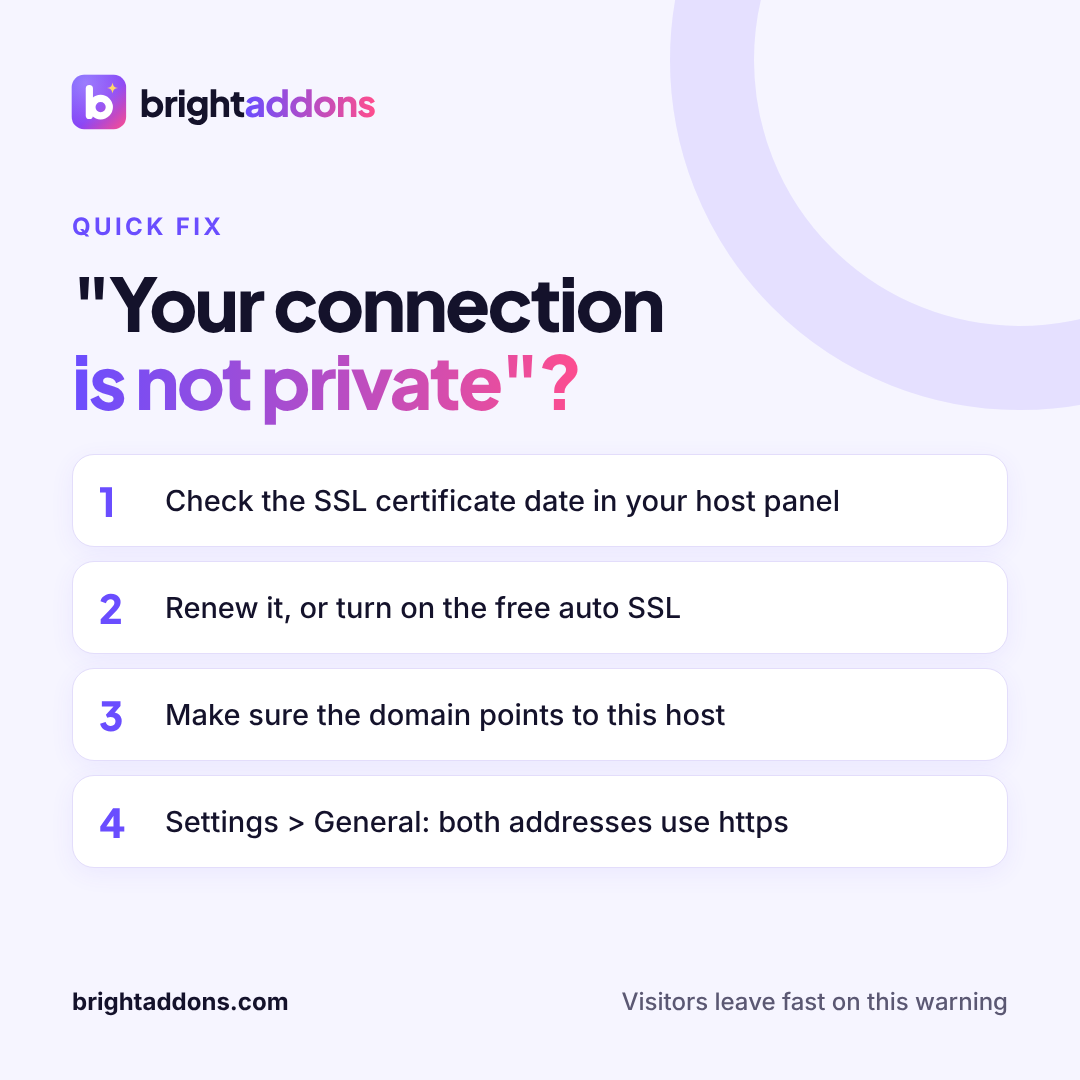 brightaddons
QUICK FIX
"Your connection
is not private"?
1 Check the SSL certificate date in your host panel
2 Renew it, or turn on the free auto SSL
3 Make sure the domain points to this host
4 Settings > General: both addresses use https
brightaddons.com
Visitors leave fast on this warning